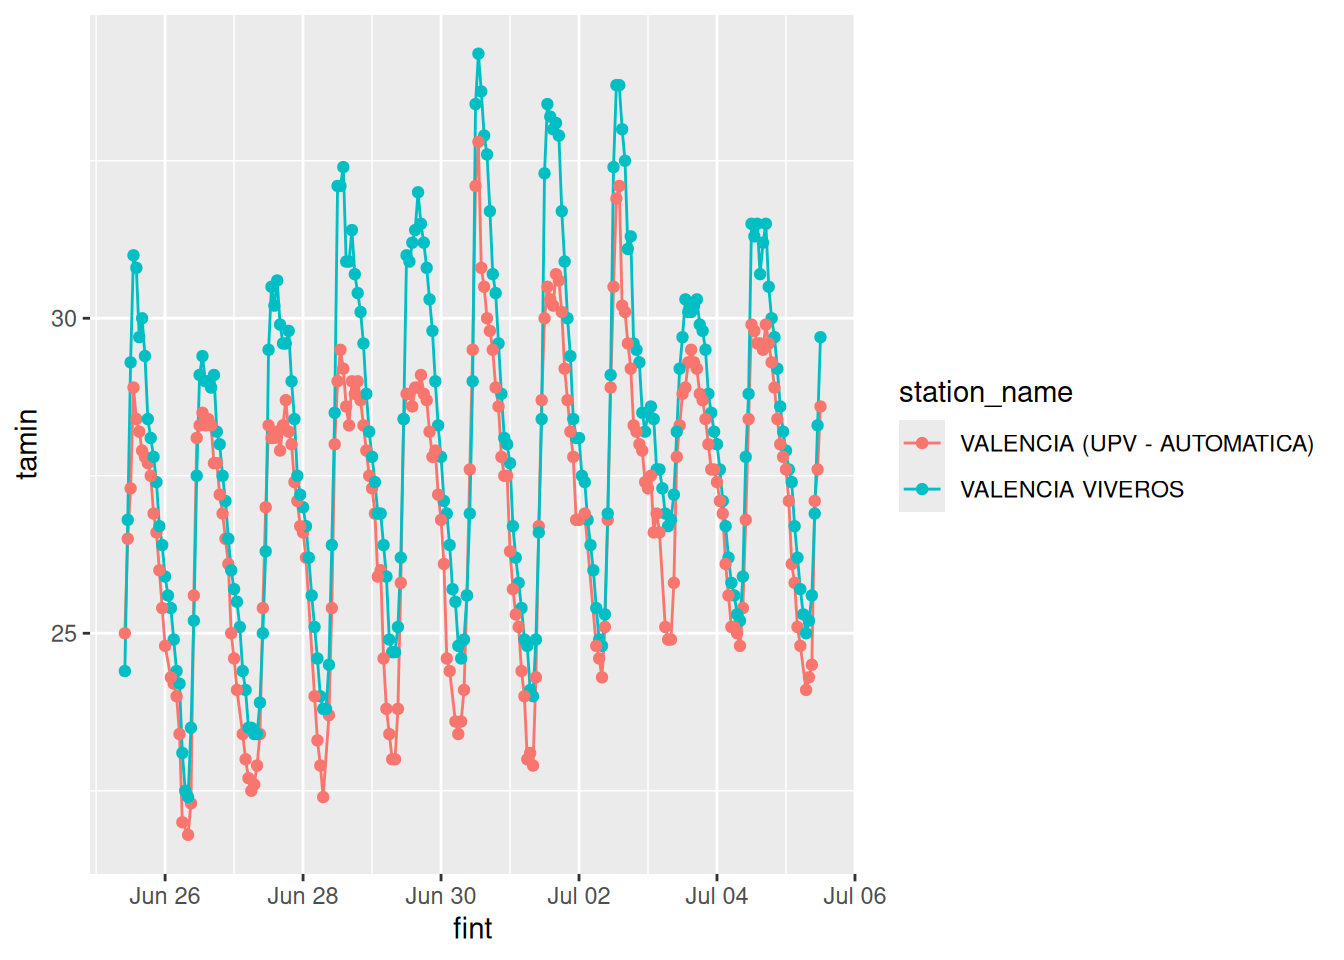 30
25
tamin
Jun 26
Jun 28
Jun 30
Jul 02
Jul 04
Jul 06
fint
station_name
VALENCIA (UPV - AUTOMATICA)
VALENCIA VIVEROS